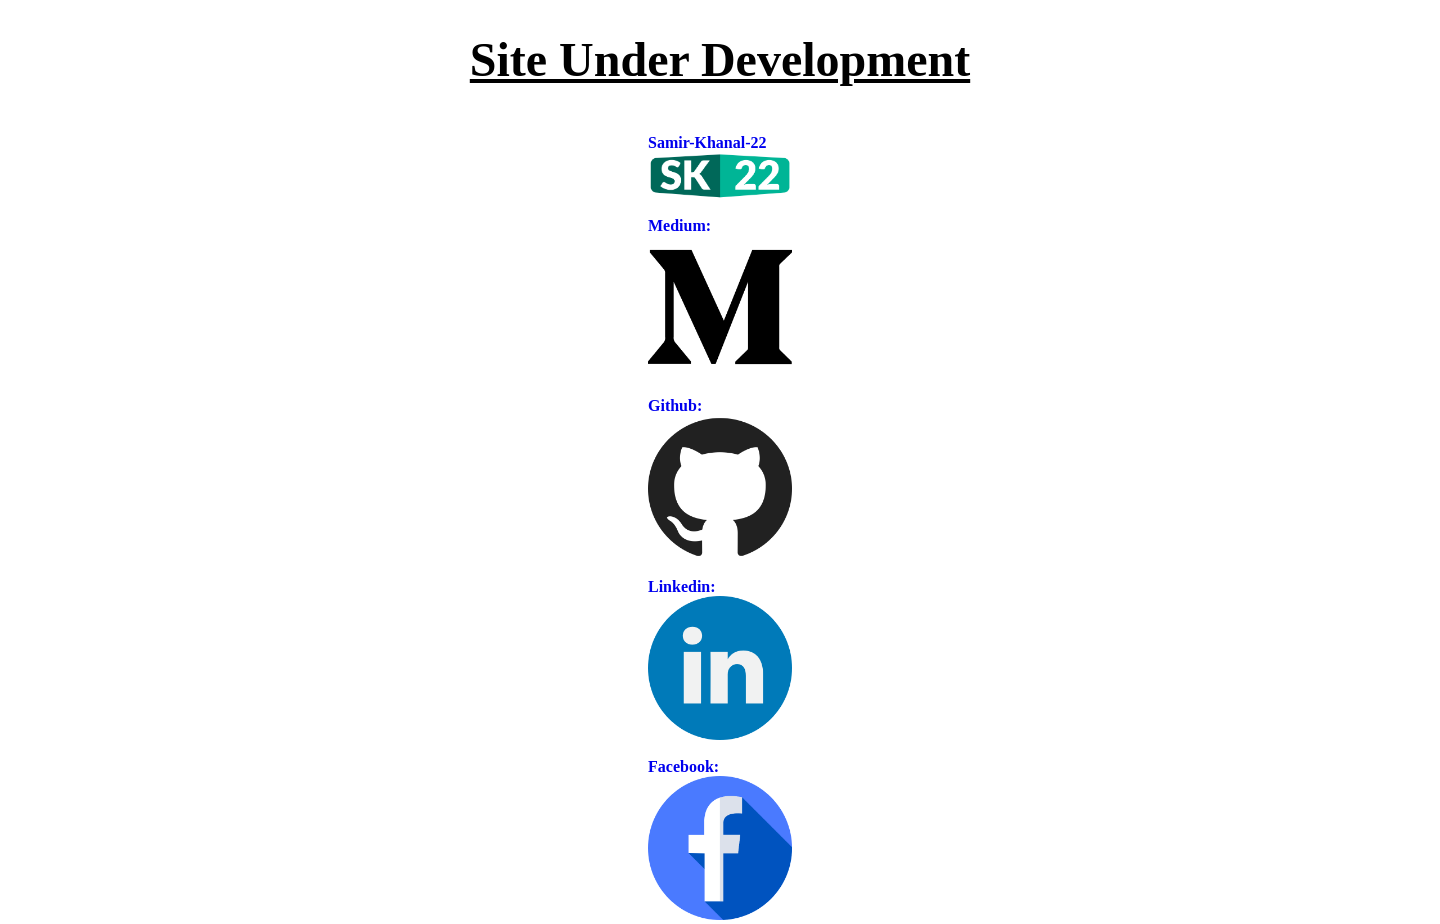 Site Under Development
Samir-Khanal-22
SK 22
Medium:
M
Github:
Linkedin:
in
Facebook:
f